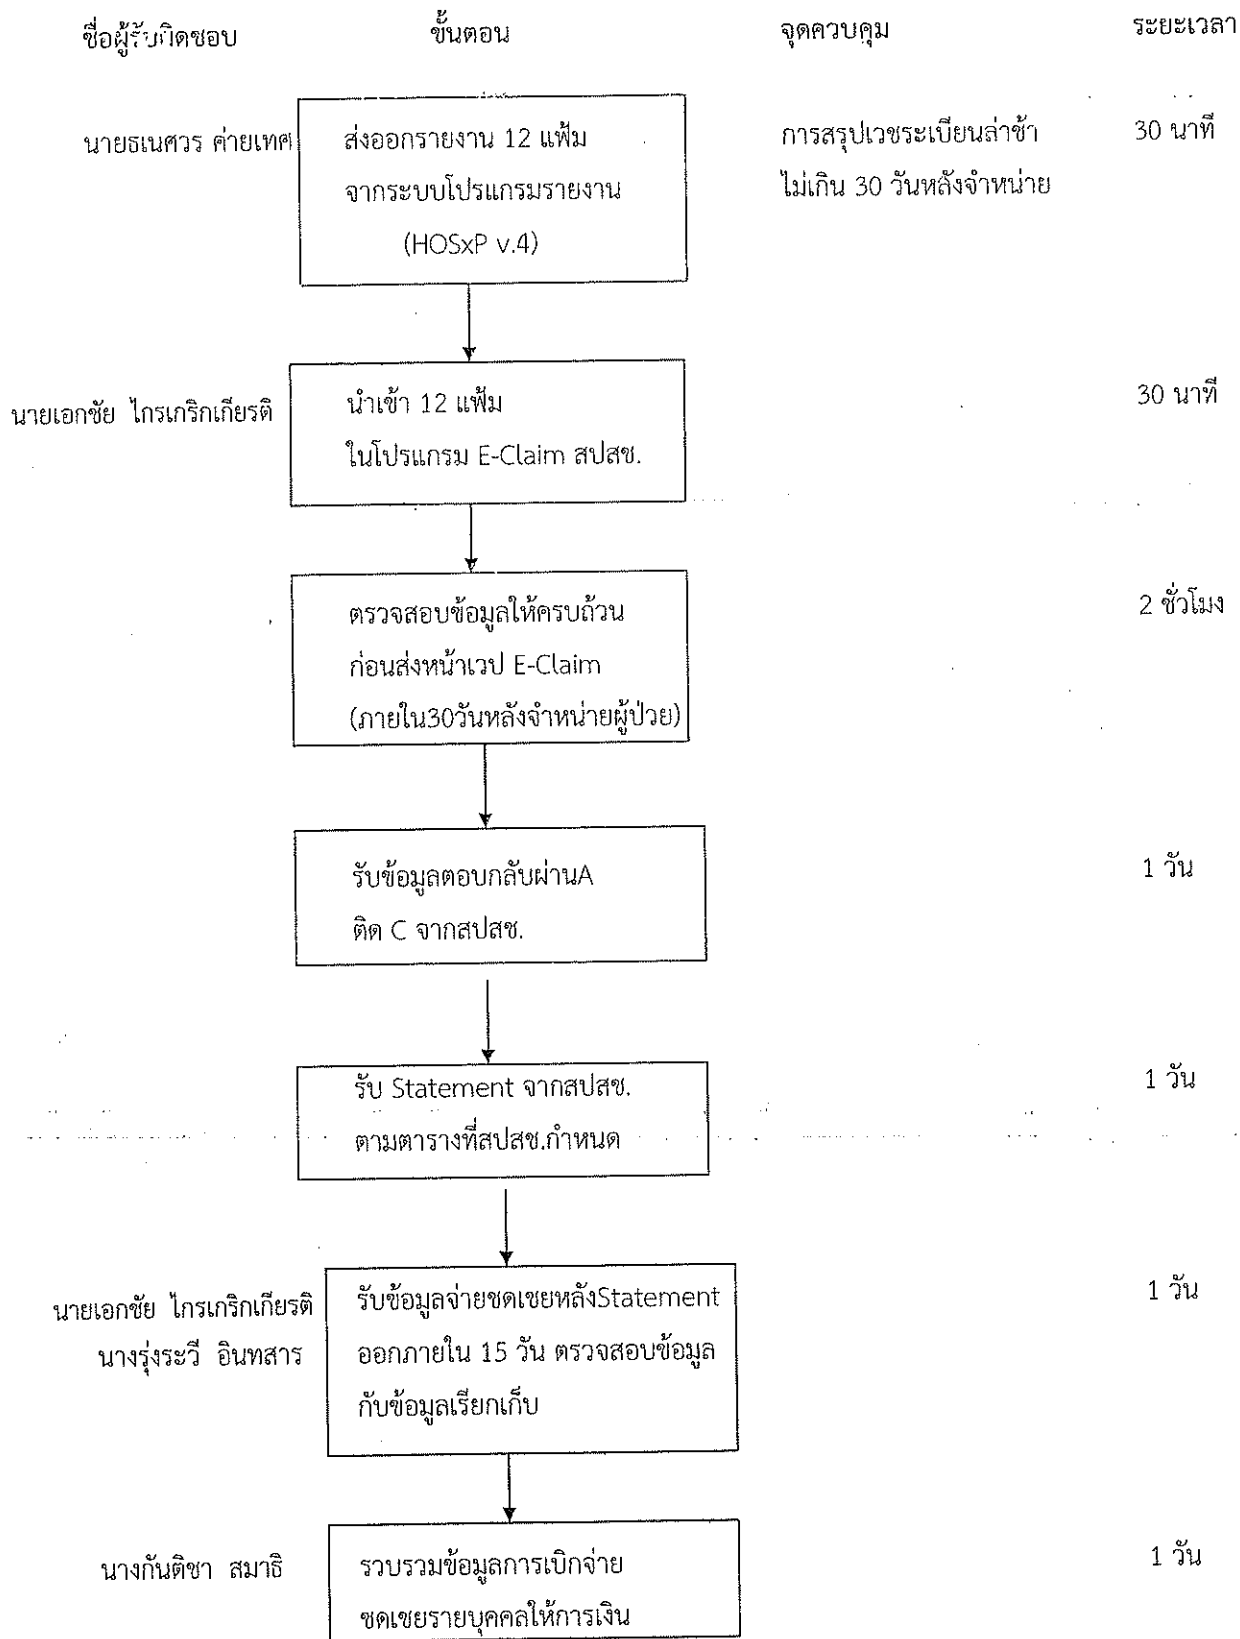 ชื่อผู้รับผิดชอบ ขั้นตอน จุดควบคุม ระยะเวลา
นายธเนศวร ค่ายเทศ ส่งออกรายงาน 12 แฟ้ม การสรุปเวชระเบียนล่าช้า 30 นาที
จากระบบโปรแกรมรายงาน ไม่เกิน 30 วันหลังจำหน่าย
(HOSxP v.4)
นายเอกชัย ไกรเกริกเกียรติ นำเข้า 12 แฟ้ม 30 นาที
ในโปรแกรม E-Claim สปสช.
ตรวจสอบข้อมูลให้ครบถ้วน 2 ชั่วโมง
ก่อนส่งหน้าเวป E-Claim
(ภายใน30วันหลังจำหน่ายผู้ป่วย)
รับข้อมูลตอบกลับผ่านA 1 วัน
ติด C จากสปสช.
รับ Statement จากสปสช. 1 วัน
ตามตารางที่สปสช.กำหนด
นายเอกชัย ไกรเกริกเกียรติ รับข้อมูลจ่ายชดเชยหลังStatement 1 วัน
นางรุ่งระวี อินทสาร ออกภายใน 15 วัน ตรวจสอบข้อมูล
กับข้อมูลเรียกเก็บ
นางกันติชา สมาธิ รวบรวมข้อมูลการเบิกจ่าย 1 วัน
ชดเชยรายบุคคลให้การเงิน